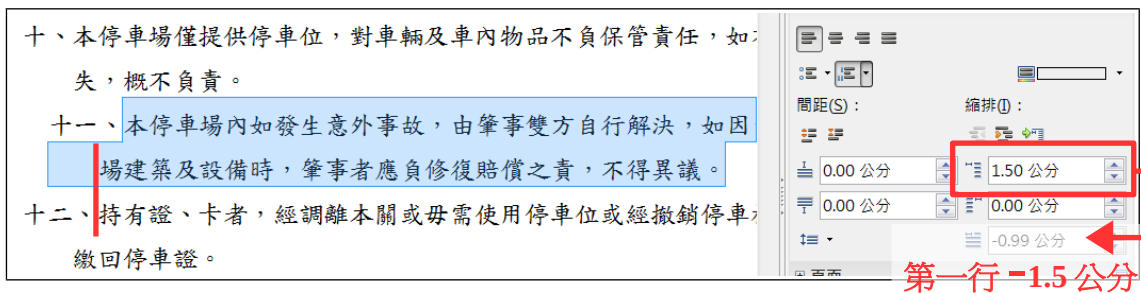 十、本停車場僅提供停車位，對車輛及車內物品不負保管責任，如
失，概不負責。
十一、本停車場內如發生意外事故，由肇事雙方自行解決，如因
場建築及設備時，肇事者應負修復賠償之責，不得異議。
十二、持有證、卡者，經調離本關或毋需使用停車位或經撤銷停車
繳回停車證。
間距(S)：
縮排(I)：
0.00 公分
1.50 公分
0.00 公分
0.00 公分
-0.99 公分
第一行 -1.5 公分